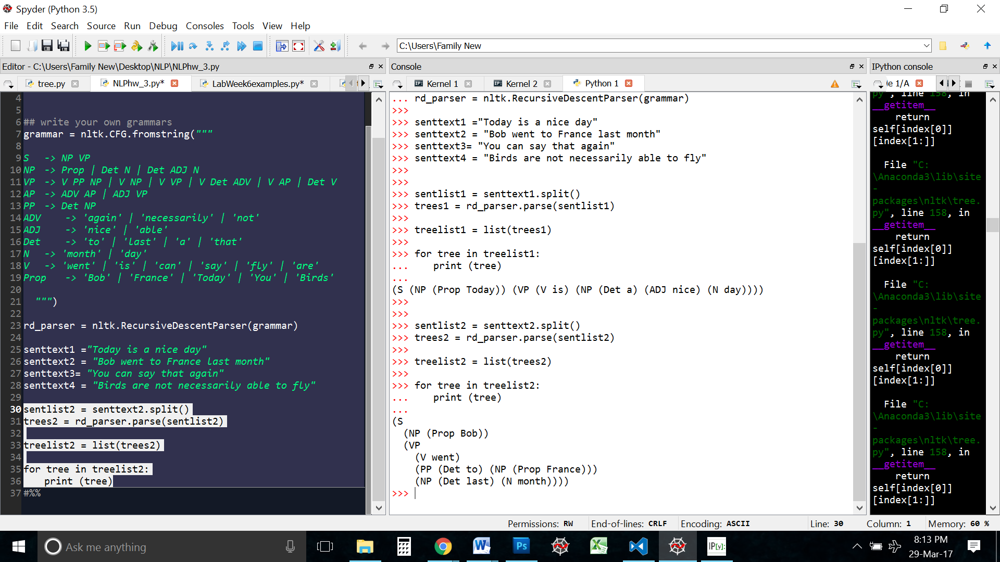 Spyder (Python 3.5)
File Edit Search Source Run Debug Consoles Tools View Help
C:\Users\Family New
Editor - C:\Users\Family New\Desktop\NLP\NLPhw_3.py
tree.py NLPhw_3.py* LabWeek6examples.py*
4
5
6 ## write your own grammars
7 grammar = nltk.CFG.fromstring("""
8
9 S -> NP VP
10 NP -> Prop | Det N | Det ADJ N
11 VP -> V PP NP | V NP | V VP | V Det ADV | V AP | Det V
12 AP -> ADV AP | ADJ VP
13 PP -> Det NP
14 ADV -> 'again' | 'necessarily' | 'not'
15 ADJ -> 'nice' | 'able'
16 Det -> 'to' | 'last' | 'a' | 'that'
17 N -> 'month' | 'day'
18 V -> 'went' | 'is' | 'can' | 'say' | 'fly' | 'are'
19 Prop -> 'Bob' | 'France' | 'Today' | 'You' | 'Birds'
20
21 """)
22
23 rd_parser = nltk.RecursiveDescentParser(grammar)
24
25 senttext1 ="Today is a nice day"
26 senttext2 = "Bob went to France last month"
27 senttext3= "You can say that again"
28 senttext4 = "Birds are not necessarily able to fly"
29
30 sentlist2 = senttext2.split()
31 trees2 = rd_parser.parse(sentlist2)
32
33 treelist2 = list(trees2)
34
35 for tree in treelist2:
36 print (tree)
37 #%%
Console
IP: Kernel 1 IP: Kernel 2 Python 1
... rd_parser = nltk.RecursiveDescentParser(grammar)
>>>
>>> senttext1 ="Today is a nice day"
>>> senttext2 = "Bob went to France last month"
>>> senttext3= "You can say that again"
>>> senttext4 = "Birds are not necessarily able to fly"
>>>
>>>
>>> sentlist1 = senttext1.split()
>>> trees1 = rd_parser.parse(sentlist1)
>>>
>>> treelist1 = list(trees1)
>>>
>>> for tree in treelist1:
... print (tree)
...
(S (NP (Prop Today)) (VP (V is) (NP (Det a) (ADJ nice) (N day))))
>>>
>>>
>>> sentlist2 = senttext2.split()
>>> trees2 = rd_parser.parse(sentlist2)
>>>
>>> treelist2 = list(trees2)
>>>
>>> for tree in treelist2:
... print (tree)
...
(S
(NP (Prop Bob))
(VP
(V went)
(PP (Det to) (NP (Prop France)))
(NP (Det last) (N month))))
>>>
IPython console
le 1/A
py", line 158, in
__getitem__
return
self[index[0]]
[index[1:]]
File "C:
\Anaconda3\lib\site
-
packages\nltk\tree.
py", line 158, in
__getitem__
return
self[index[0]]
[index[1:]]
File "C:
\Anaconda3\lib\site
-
packages\nltk\tree.
py", line 158, in
__getitem__
return
self[index[0]]
[index[1:]]
File "C:
\Anaconda3\lib\site
-
packages\nltk\tree.
py", line 158, in
__getitem__
return
self[index[0]]
[index[1:]]
Permissions: RW End-of-lines: CRLF Encoding: ASCII Line: 30 Column: 1 Memory: 60 %
Ask me anything
Ps
IP[y]:
8:13 PM
29-Mar-17